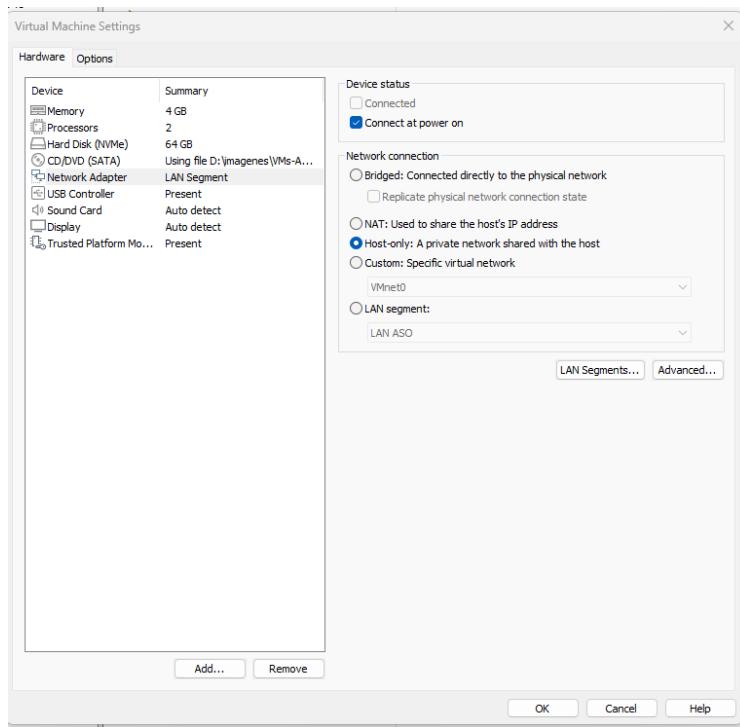 Virtual Machine Settings
Hardware Options
Device Summary
Memory 4 GB
Processors 2
Hard Disk (NVMe) 64 GB
CD/DVD (SATA) Using file D:\imagenes\VMs-A...
Network Adapter LAN Segment
USB Controller Present
Sound Card Auto detect
Display Auto detect
Trusted Platform Mo... Present
Add... Remove
Device status
Connected
Connect at power on
Network connection
Bridged: Connected directly to the physical network
Replicate physical network connection state
NAT: Used to share the host's IP address
Host-only: A private network shared with the host
Custom: Specific virtual network
VMnet0
LAN segment:
LAN ASO
LAN Segments... Advanced...
OK Cancel Help